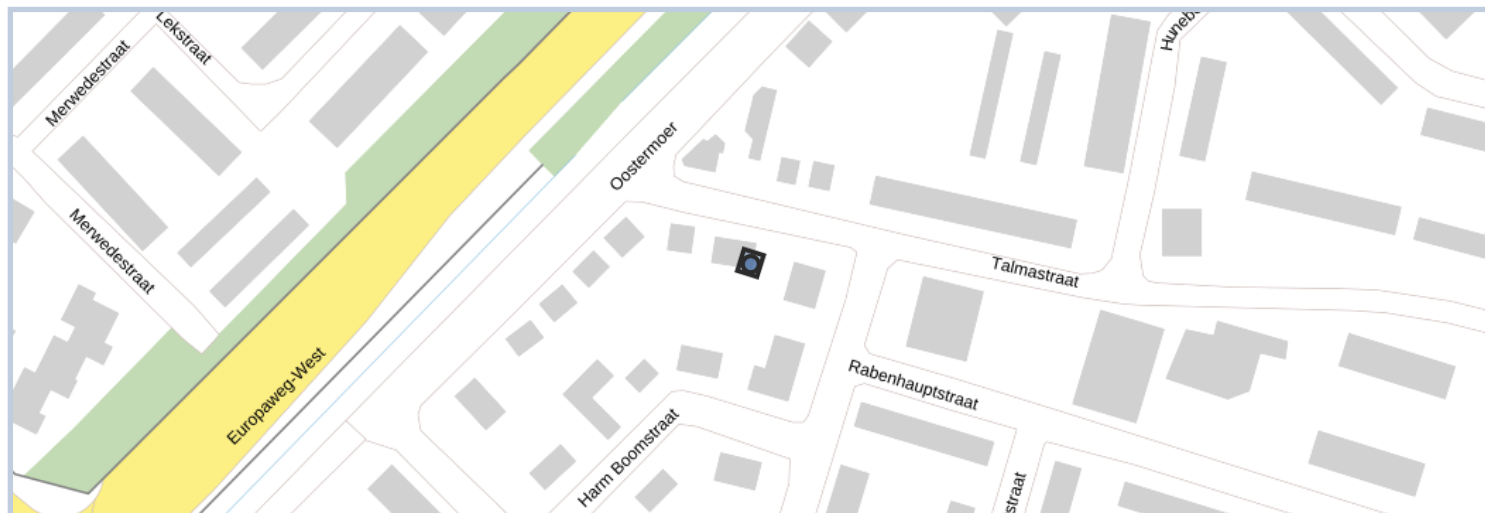 Lekstraat
Merwedestraat
Oostermoer
Merwedestraat
Talmastraat
Europaweg-West
Rabenhauptstraat
Harm Boomstraat